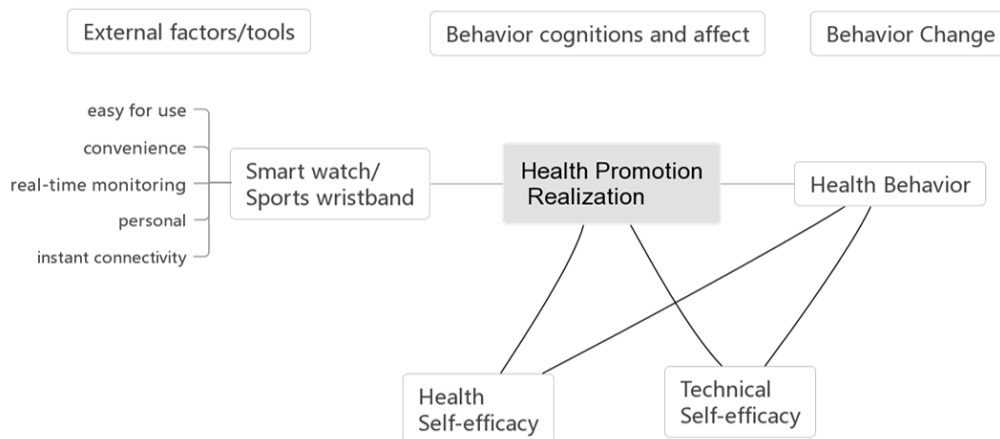 External factors/tools
Behavior cognitions and affect
Behavior Change
easy for use
convenience
real-time monitoring
personal
instant connectivity
Smart watch/
Sports wristband
Health Promotion
Realization
Health Behavior
Health
Self-efficacy
Technical
Self-efficacy